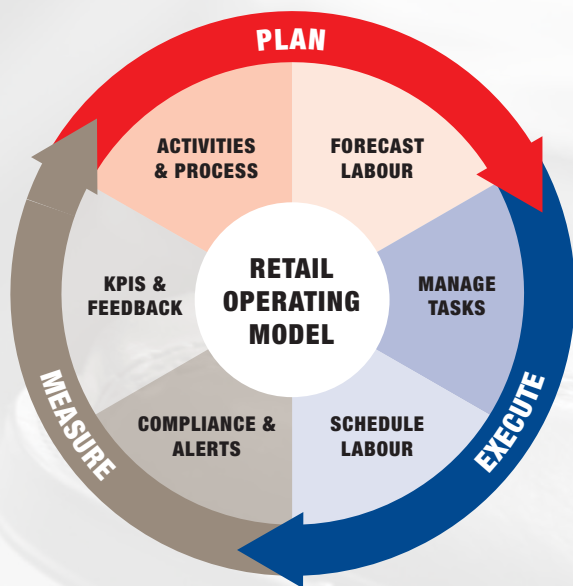 PLAN
ACTIVITIES
& PROCESS
FORECAST
LABOUR
KPIS &
FEEDBACK
RETAIL
OPERATING
MODEL
MANAGE
TASKS
MEASURE
COMPLIANCE &
ALERTS
SCHEDULE
LABOUR
EXECUTE